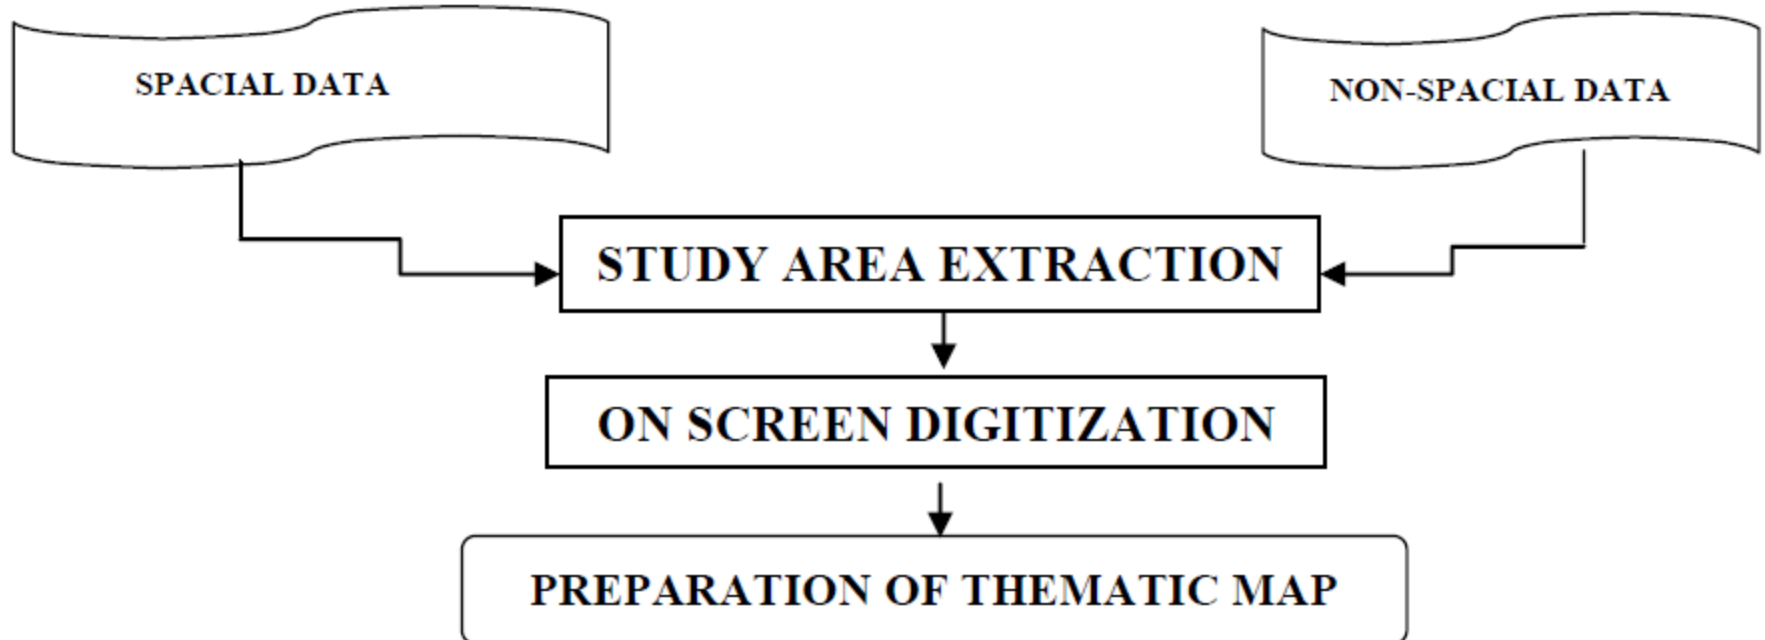 SPACIAL DATA
NON-SPACIAL DATA
STUDY AREA EXTRACTION
ON SCREEN DIGITIZATION
PREPARATION OF THEMATIC MAP